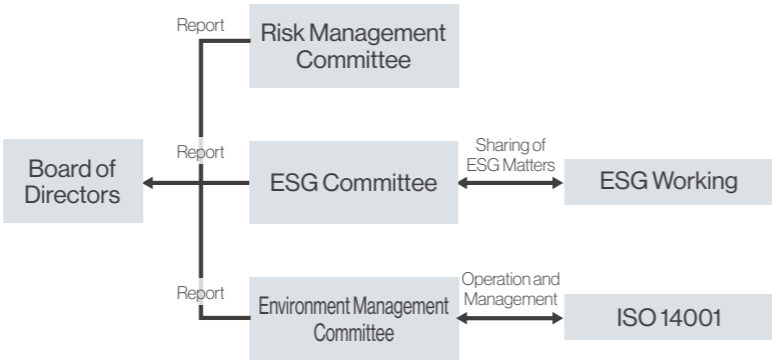 Report
Risk Management
Committee
Board of
Directors
Report
ESG Committee
Sharing of
ESG Matters
ESG Working
Report
Environment Management
Committee
Operation and
Management
ISO 14001